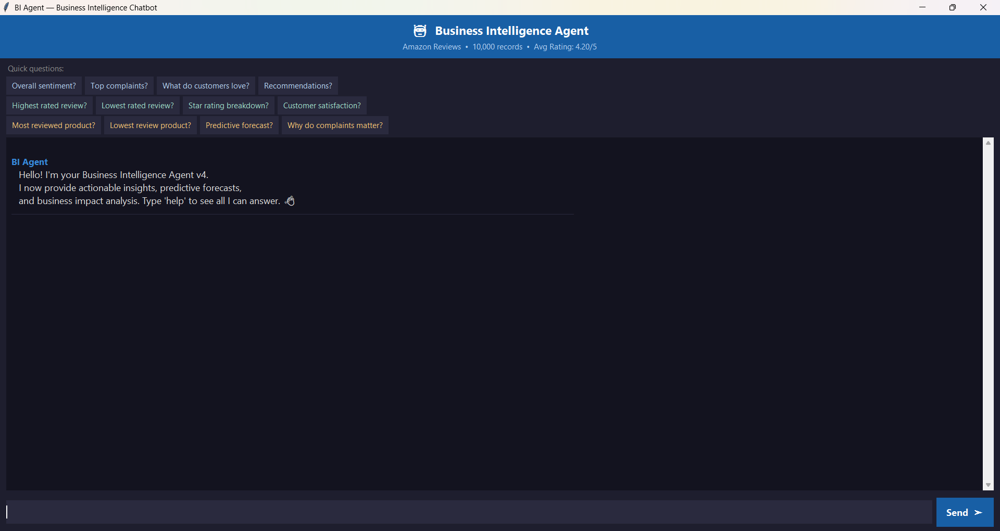 BI Agent — Business Intelligence Chatbot
Business Intelligence Agent
Amazon Reviews • 10,000 records • Avg Rating: 4.20/5
Quick questions:
Overall sentiment? Top complaints? What do customers love? Recommendations?
Highest rated review? Lowest rated review? Star rating breakdown? Customer satisfaction?
Most reviewed product? Lowest review product? Predictive forecast? Why do complaints matter?
BI Agent
Hello! I'm your Business Intelligence Agent v4.
I now provide actionable insights, predictive forecasts,
and business impact analysis. Type 'help' to see all I can answer. 👋
Send ➤